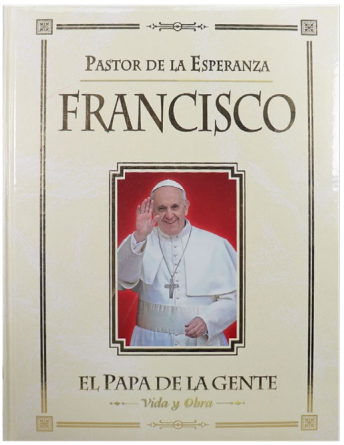 PASTOR DE LA ESPERANZA
FRANCISCO
EL PAPA DE LA GENTE
Vida y Obra